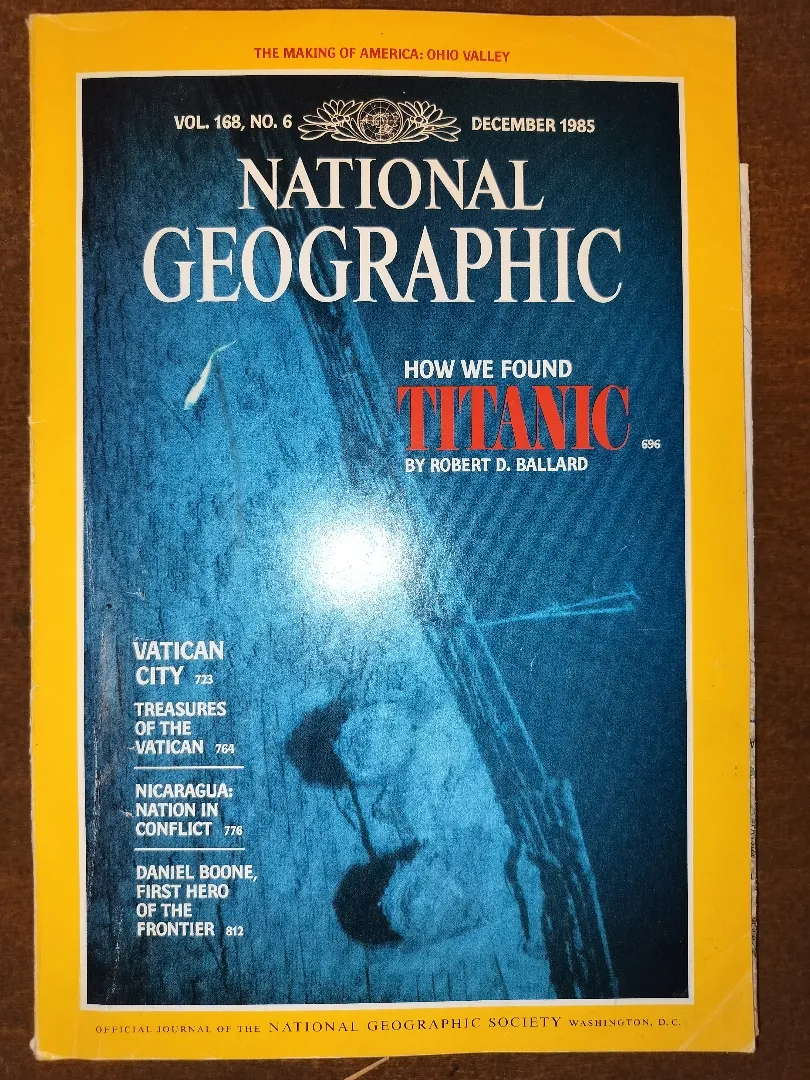 THE MAKING OF AMERICA: OHIO VALLEY
VOL. 168, NO. 6
DECEMBER 1985
NATIONAL
GEOGRAPHIC
HOW WE FOUND
TITANIC 696
BY ROBERT D. BALLARD
VATICAN
CITY 723
TREASURES
OF THE
VATICAN 764
NICARAGUA:
NATION IN
CONFLICT 776
DANIEL BOONE,
FIRST HERO
OF THE
FRONTIER 812
OFFICIAL JOURNAL OF THE NATIONAL GEOGRAPHIC SOCIETY WASHINGTON, D.C.